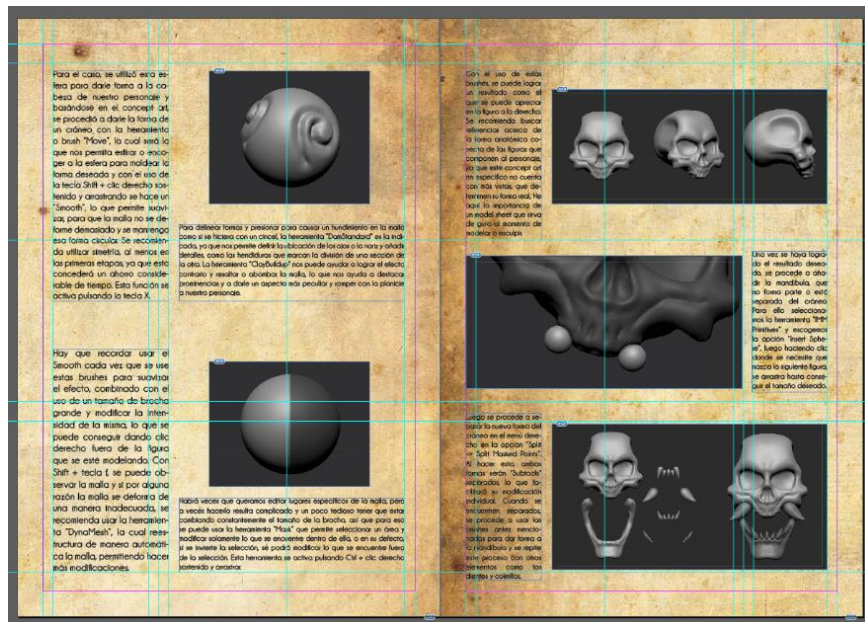 Para el caso, se utilizó esta es-
fera para darle forma a la ca-
beza de nuestro personaje y
basándose en el concept art,
se procedió a darle la forma de
un cráneo, con la herramienta
o brush "Move", la cual será la
que nos permita estirar o enco-
ger a la esfera para moldear la
forma deseada y con el uso de
la tecla Shift + clic derecho sos-
tenido y arrastrando se hace un
"Smooth", lo que permite suavi-
zar, para que la malla no se de-
forme demasiado y se mantenga
esa forma circular. Se recomien-
da utilizar simetría, al menos en
las primeras etapas, ya que esto
concederá un ahorro conside-
rable de tiempo. Esta función se
activa pulsando la tecla X.
Para delinear formas y presionar para causar un hundimiento en la malla
como si se hiciera con un cincel, la herramienta "DamStandard" es la indi-
cada, ya que nos permite definir la ubicación de los ojos o la nariz y añadir
detalles, como las hendiduras que marcan la división de una sección de
la otra. La herramienta "ClayBuildup" nos puede ayudar a lograr el efecto
contrario y resaltar o abombar la malla, lo que nos ayuda a destacar
prominencias y a darle un aspecto más peculiar y romper con la planicie
a nuestro personaje.
Hay que recordar usar el
Smooth cada vez que se use
estas brushes para suavizar
el efecto, combinado con el
uso de un tamaño de brocha
grande y modificar la inten-
sidad de la misma, lo que se
puede conseguir dando clic
derecho fuera de la figura
que se esté modelando. Con
Shift + tecla f, se puede ob-
servar la malla y si por alguna
razón la malla se deforma de
una manera inadecuada, se
recomienda usar la herramien-
ta "DynaMesh", la cual rees-
tructura de manera automáti-
ca la malla, permitiendo hacer
más modificaciones.
Habrá veces que queramos editar lugares específicos de la malla, pero
a veces hacerlo resulta complicado y un poco tedioso tener que estar
cambiando constantemente el tamaño de la brocha, así que para eso
se puede usar la herramienta "Mask" que permite seleccionar un área y
modificar solamente lo que se encuentre dentro de ella, o en su defecto,
si se invierte la selección, se podrá modificar lo que se encuentre fuera
de la selección. Esta herramienta se activa pulsando Ctrl + clic derecho
sostenido y arrastrar.
Con el uso de estas
brushes, se puede lograr
un resultado como el
que se puede apreciar
en la figura a la derecha.
Se recomienda buscar
referencias acerca de
la forma anatómica co-
rrecta de las figuras que
componen al personaje,
ya que este concept art
en específico no cuenta
con más vistas, que de-
terminen su forma real. He
aquí la importancia de
un model sheet que sirva
de guía al momento de
modelar o esculpir.
Una vez se haya logra-
do el resultado desea-
do, se procede a aña-
dir la mandíbula, que
no forma parte o está
separada del cráneo.
Para ello selecciona-
mos la herramienta "IMM
Primitives" y escogemos
la opción "Insert Sphe-
re", luego haciendo clic
donde se necesite que
nazca la siguiente figura,
se arrastra hasta conse-
guir el tamaño deseado.
Luego se procede a se-
parar la nueva forma del
cráneo en el menú dere-
cho en la opción "Split
-> Split Masked Points".
Al hacer esto, ambas
formas serán "Subtools"
separados, lo que fa-
cilitará su modificación
individual. Cuando se
encuentren separados,
se procede a usar las
brushes antes mencio-
nadas para dar forma a
la mandíbula y se repite
este proceso con otros
elementos como los
dientes y colmillos.